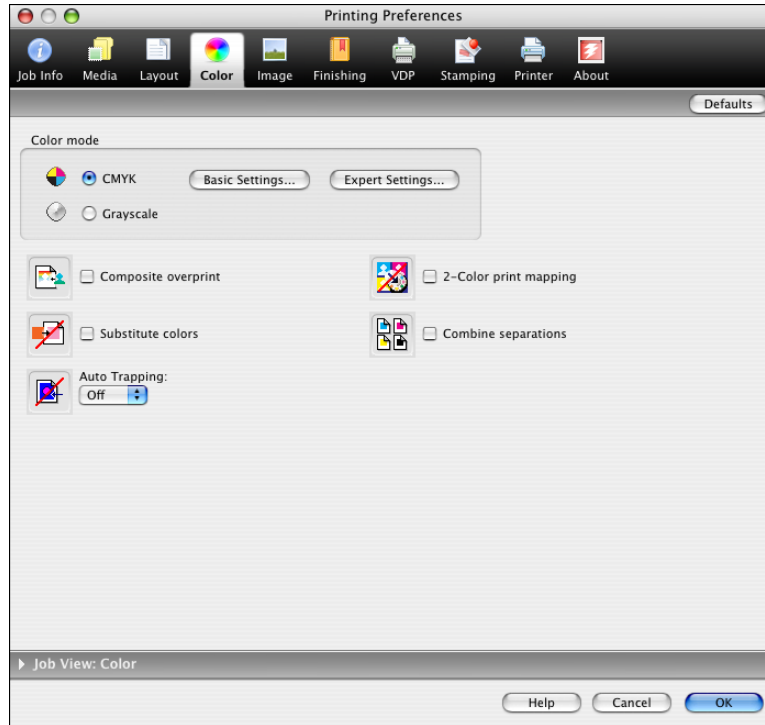 Printing Preferences
Job Info Media Layout Color Image Finishing VDP Stamping Printer About
Defaults
Color mode
CMYK Basic Settings... Expert Settings...
Grayscale
Composite overprint 2-Color print mapping
Substitute colors Combine separations
Auto Trapping:
Off
Job View: Color
Help Cancel OK